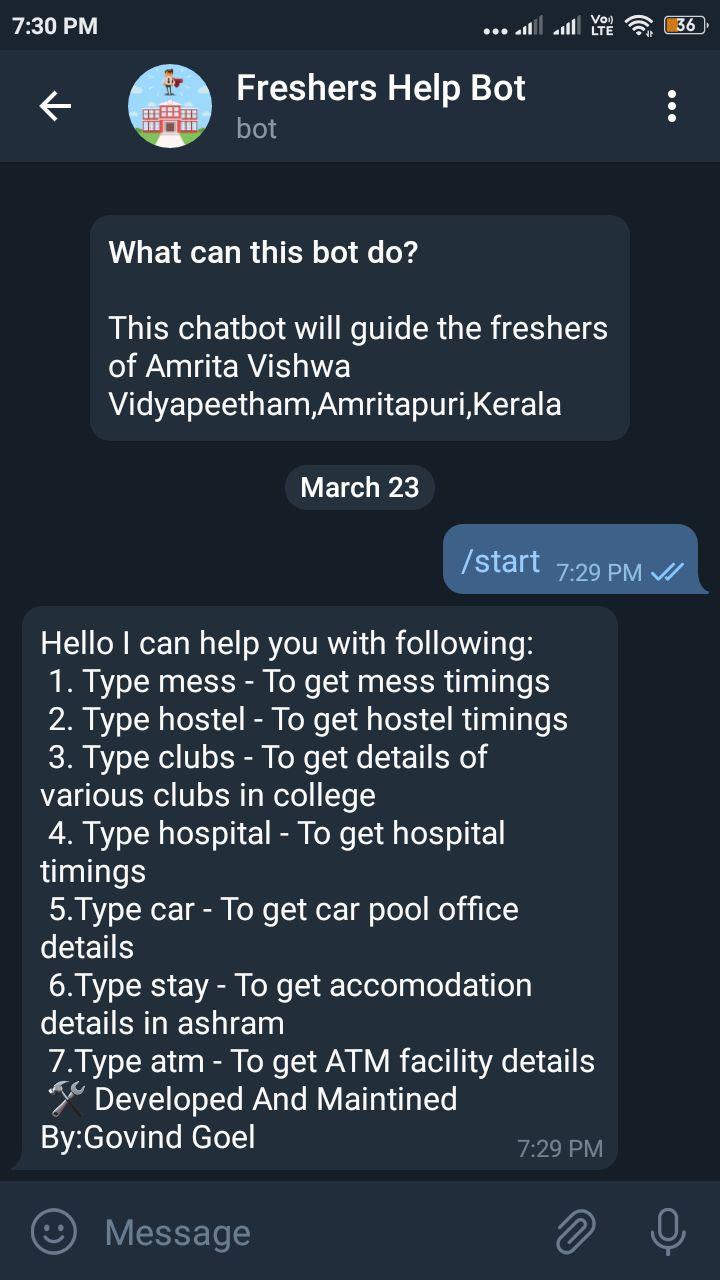 7:30 PM
Vo) LTE
36
Freshers Help Bot
bot
What can this bot do?
This chatbot will guide the freshers
of Amrita Vishwa
Vidyapeetham,Amritapuri,Kerala
March 23
/start 7:29 PM
Hello I can help you with following:
1. Type mess - To get mess timings
2. Type hostel - To get hostel timings
3. Type clubs - To get details of
various clubs in college
4. Type hospital - To get hospital
timings
5.Type car - To get car pool office
details
6.Type stay - To get accomodation
details in ashram
7.Type atm - To get ATM facility details
🛠 Developed And Maintined
By:Govind Goel
7:29 PM
Message